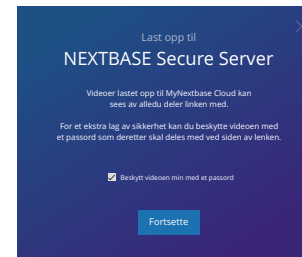 Last opp til
NEXTBASE Secure Server
Videoer lastet opp til MyNextbase Cloud kan
sees av alledu deler linken med.
For et ekstra lag av sikkerhet kan du beskytte videoen med
et passord som deretter skal deles med ved siden av lenken.
Beskytt videoen min med et passord
Fortsette